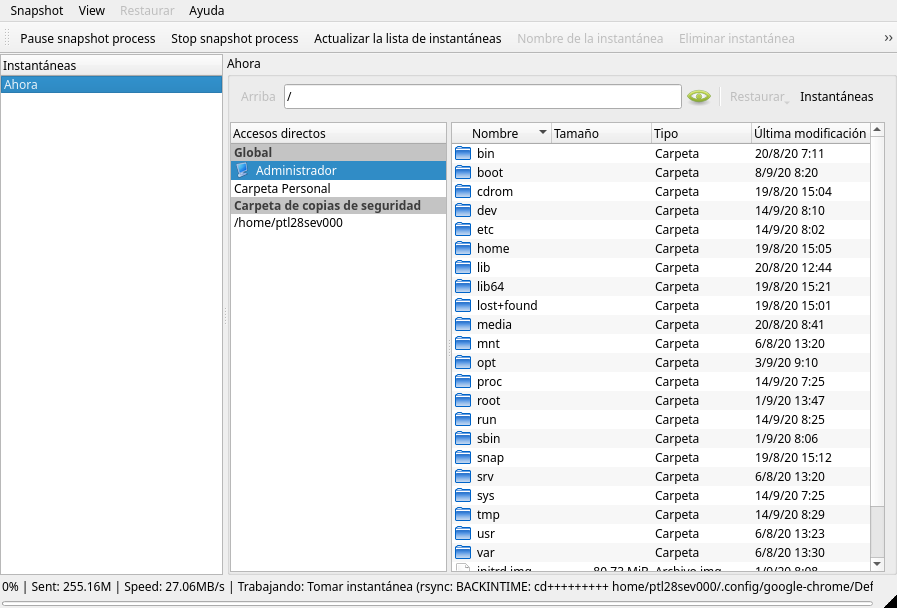 Snapshot View Restaurar Ayuda
Pause snapshot process Stop snapshot process Actualizar la lista de instantáneas Nombre de la instantánea Eliminar instantánea »
Instantáneas
Ahora
Ahora
Arriba / Restaurar Instantáneas
Accesos directos
Global
Administrador
Carpeta Personal
Carpeta de copias de seguridad
/home/ptl28sev000
Nombre Tamaño Tipo Última modificación
bin Carpeta 20/8/20 7:11
boot Carpeta 8/9/20 8:20
cdrom Carpeta 19/8/20 15:04
dev Carpeta 14/9/20 8:10
etc Carpeta 14/9/20 8:02
home Carpeta 19/8/20 15:05
lib Carpeta 20/8/20 12:44
lib64 Carpeta 19/8/20 15:21
lost+found Carpeta 19/8/20 15:01
media Carpeta 20/8/20 8:41
mnt Carpeta 6/8/20 13:20
opt Carpeta 3/9/20 9:10
proc Carpeta 14/9/20 7:25
root Carpeta 1/9/20 13:47
run Carpeta 14/9/20 8:25
sbin Carpeta 1/9/20 8:06
snap Carpeta 19/8/20 15:12
srv Carpeta 6/8/20 13:20
sys Carpeta 14/9/20 7:25
tmp Carpeta 14/9/20 8:29
usr Carpeta 6/8/20 13:23
var Carpeta 6/8/20 13:30
initrd.img 80,73 MiB Archivo img 1/9/20 8:08
0% | Sent: 255.16M | Speed: 27.06MB/s | Trabajando: Tomar instantánea (rsync: BACKINTIME: cd+++++++++ home/ptl28sev000/.config/google-chrome/Def